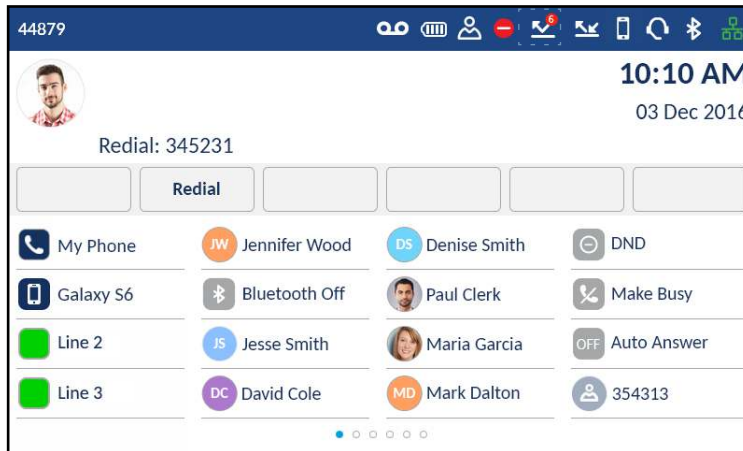 44879
6
10:10 AM
03 Dec 2016
Redial: 345231
Redial
My Phone
JW Jennifer Wood
DS Denise Smith
DND
Galaxy S6
Bluetooth Off
Paul Clerk
Make Busy
Line 2
JS Jesse Smith
Maria Garcia
OFF Auto Answer
Line 3
DC David Cole
MD Mark Dalton
354313